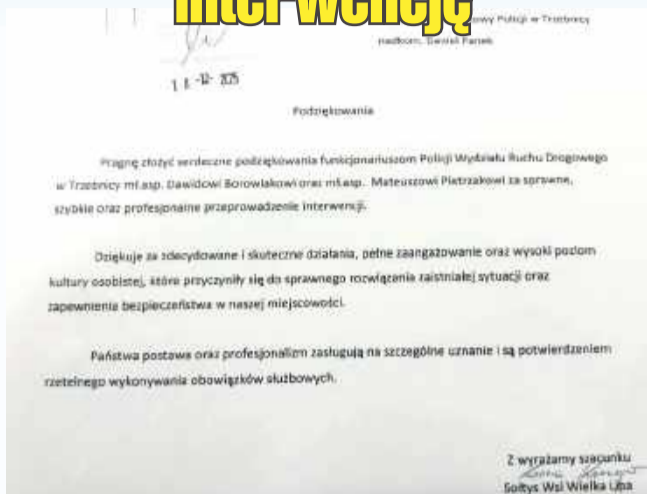 interwencję
owy Policji w Trzebnicy
nadkom. Daniel Panek
18 -12- 2025
Podziękowania
Pragnę złożyć serdeczne podziękowania funkcjonariuszom Policji Wydziału Ruchu Drogowego
w Trzebnicy mł.asp. Dawidowi Borowiakowi oraz mł.asp. Mateuszowi Pietrzakowi za sprawne,
szybkie oraz profesjonalne przeprowadzenie interwencji.
Dziękuje za zdecydowane i skuteczne działania, pełne zaangażowanie oraz wysoki poziom
kultury osobistej, które przyczyniły się do sprawnego rozwiązania zaistniałej sytuacji oraz
zapewnienia bezpieczeństwa w naszej miejscowości.
Państwa postawa oraz profesjonalizm zasługują na szczególne uznanie i są potwierdzeniem
rzetelnego wykonywania obowiązków służbowych.
Z wyrażamy szacunku
Sołtys Wsi Wielka Lipa